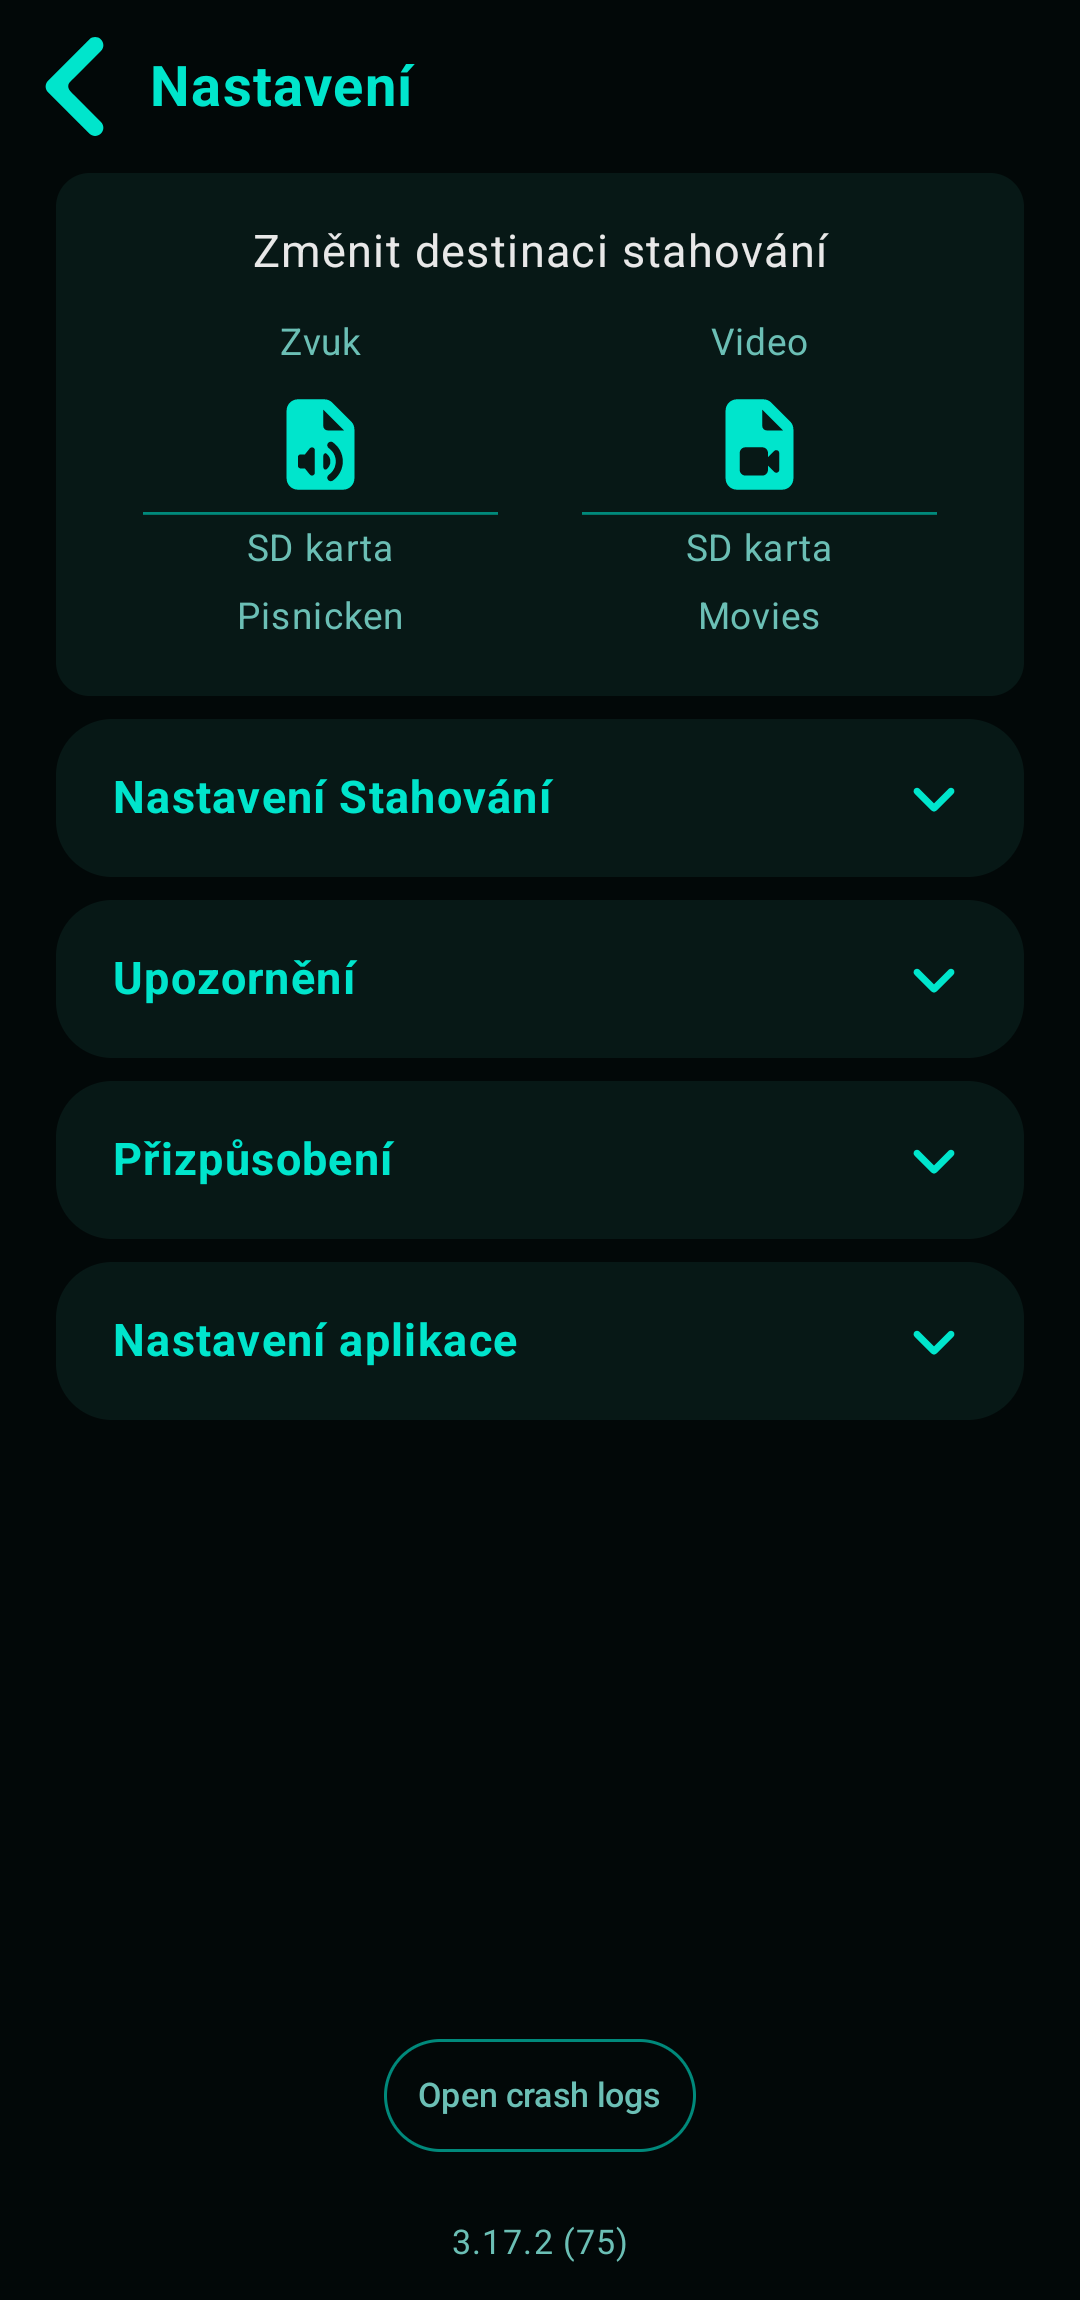 Nastavení
Změnit destinaci stahování
Zvuk
Video
SD karta
SD karta
Pisnicken
Movies
Nastavení Stahování
Upozornění
Přizpůsobení
Nastavení aplikace
Open crash logs
3.17.2 (75)